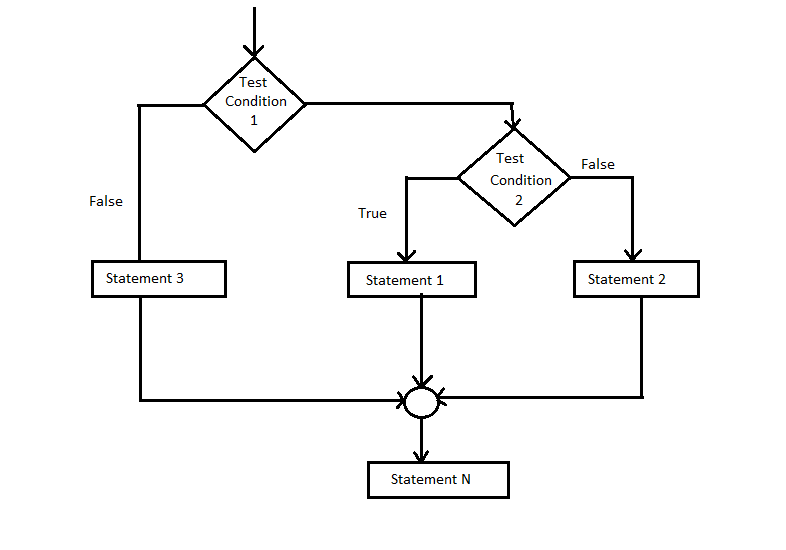 Test
Condition
1
Test
Condition
2
False
False
True
Statement 3
Statement 1
Statement 2
Statement N